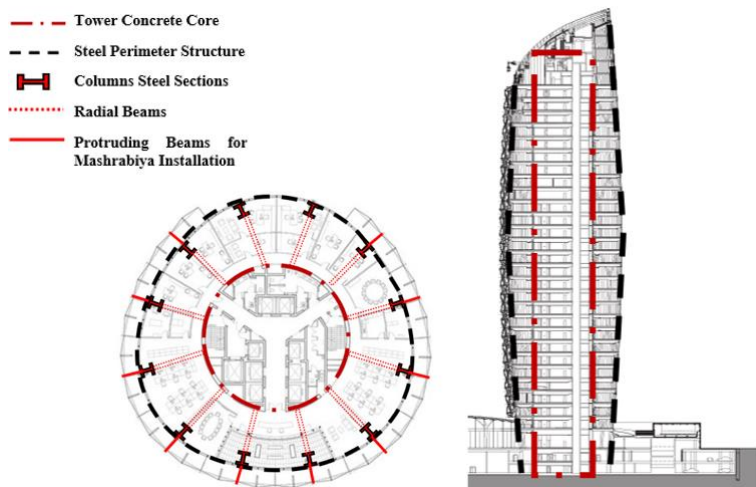 Tower Concrete Core
Steel Perimeter Structure
Columns Steel Sections
Radial Beams
Protruding Beams for
Mashrabiya Installation